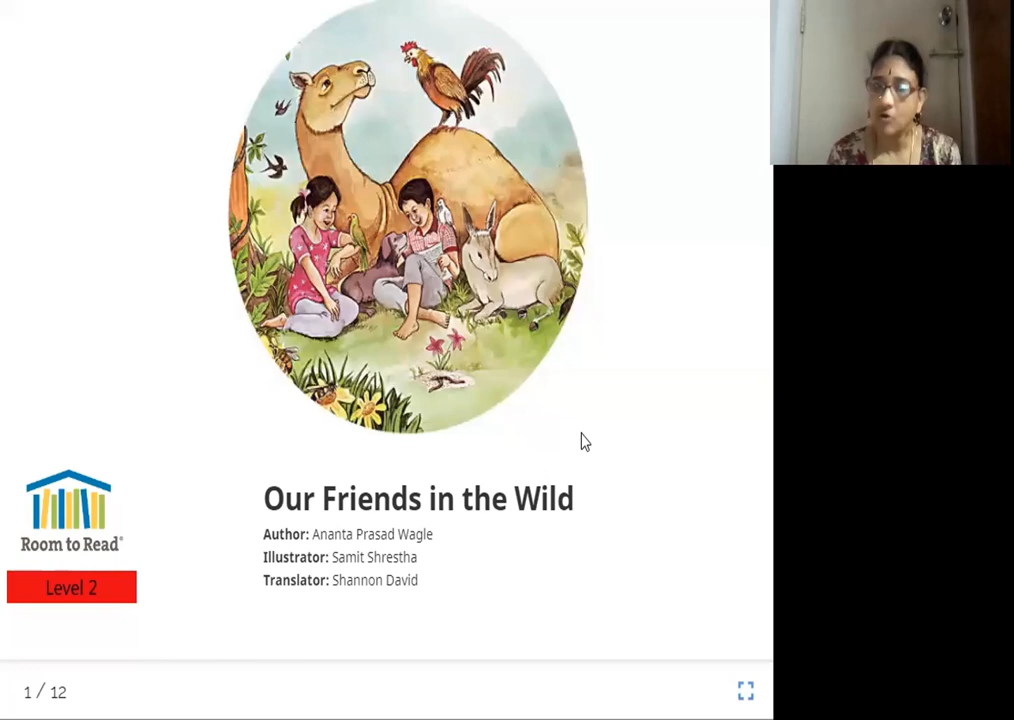 Room to Read®
Level 2
Our Friends in the Wild
Author: Ananta Prasad Wagle
Illustrator: Samit Shrestha
Translator: Shannon David
1 / 12